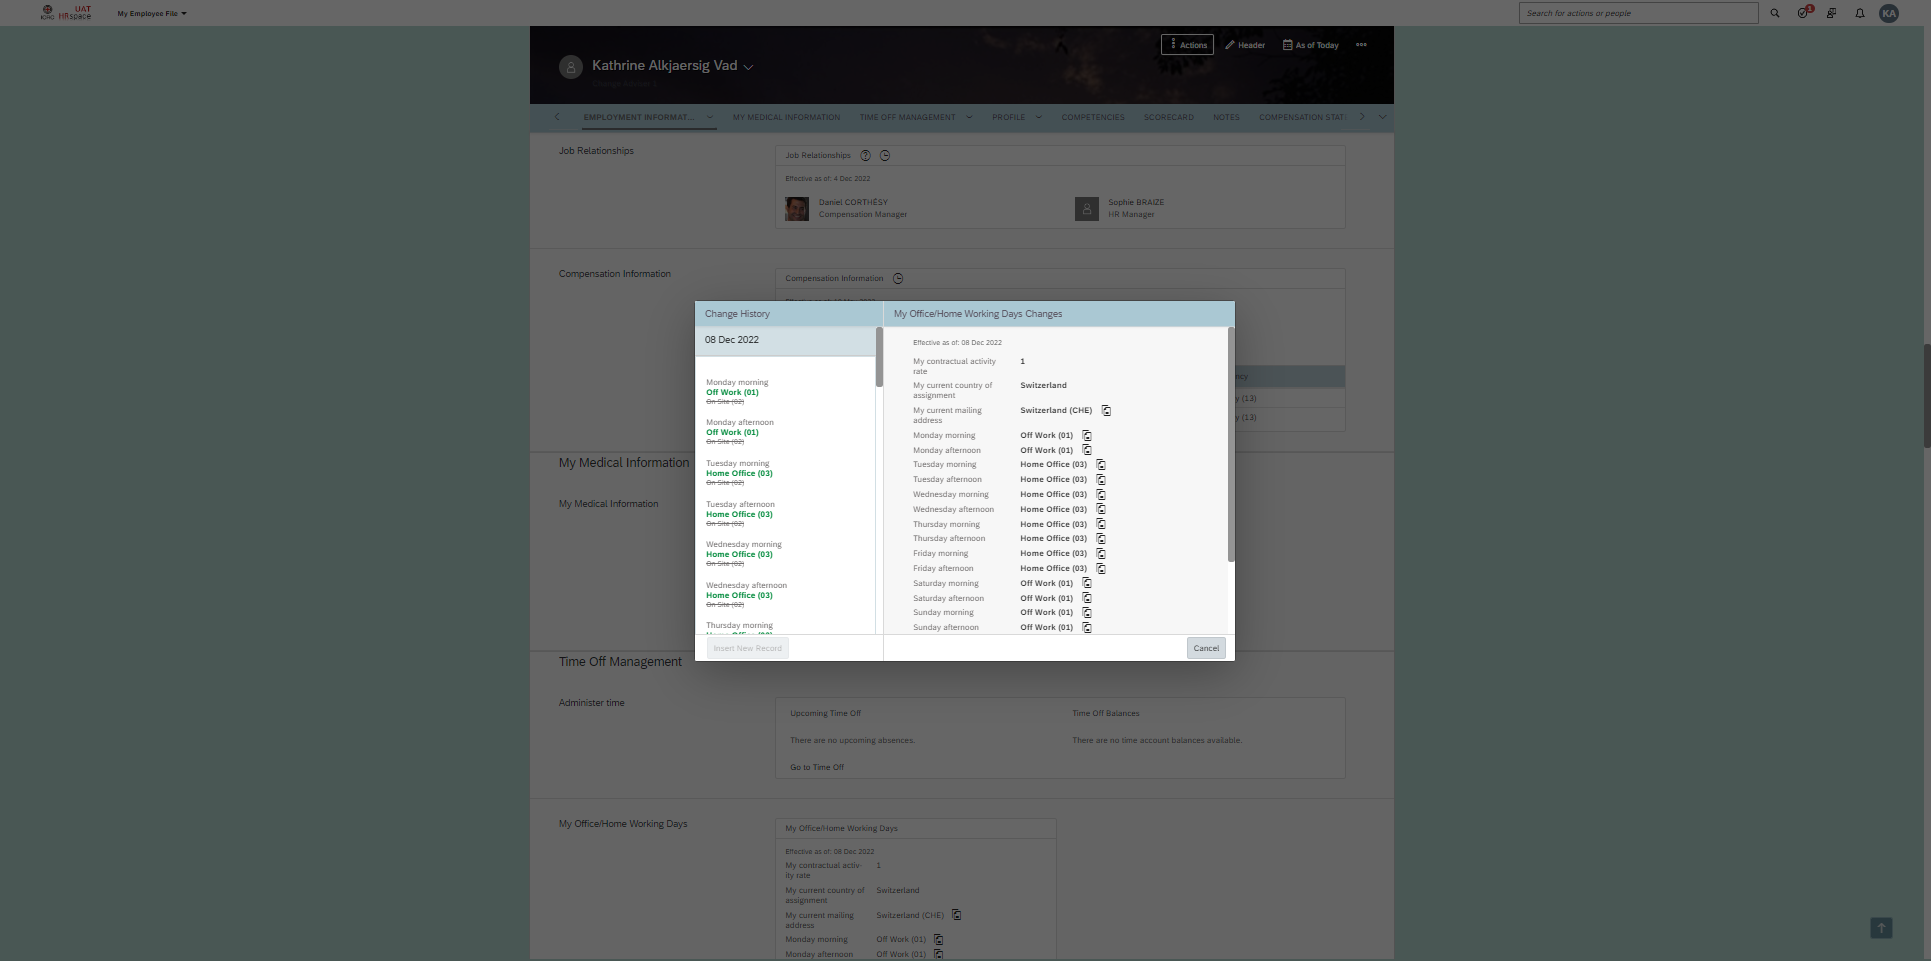 ICRC
UAT
HRspace
My Employee File
Search for actions or people
1
KA
Kathrine Alkjaersig Vad
Actions
Header
As of Today
EMPLOYMENT INFORMAT...
MY MEDICAL INFORMATION
TIME OFF MANAGEMENT
PROFILE
COMPETENCIES
SCORECARD
NOTES
COMPENSATION STAT
Job Relationships
Job Relationships
Effective as of: 4 Dec 2022
Daniel CORTHÉSY
Compensation Manager
Sophie BRAIZE
HR Manager
Compensation Information
Compensation Information
ncy
y (13)
y (13)
Change History
08 Dec 2022
Monday morning
Off Work (01)
On Site (02)
Monday afternoon
Off Work (01)
On Site (02)
Tuesday morning
Home Office (03)
On Site (02)
Tuesday afternoon
Home Office (03)
On Site (02)
Wednesday morning
Home Office (03)
On Site (02)
Wednesday afternoon
Home Office (03)
On Site (02)
Thursday morning
Home Office (03)
Insert New Record
My Office/Home Working Days Changes
Effective as of: 08 Dec 2022
My contractual activity
rate
1
My current country of
assignment
Switzerland
My current mailing
address
Switzerland (CHE)
Monday morning Off Work (01)
Monday afternoon Off Work (01)
Tuesday morning Home Office (03)
Tuesday afternoon Home Office (03)
Wednesday morning Home Office (03)
Wednesday afternoon Home Office (03)
Thursday morning Home Office (03)
Thursday afternoon Home Office (03)
Friday morning Home Office (03)
Friday afternoon Home Office (03)
Saturday morning Off Work (01)
Saturday afternoon Off Work (01)
Sunday morning Off Work (01)
Sunday afternoon Off Work (01)
Cancel
My Medical Information
My Medical Information
Time Off Management
Administer time
Upcoming Time Off
There are no upcoming absences.
Go to Time Off
Time Off Balances
There are no time account balances available.
My Office/Home Working Days
My Office/Home Working Days
Effective as of: 08 Dec 2022
My contractual activ-
ity rate
1
My current country of
assignment
Switzerland
My current mailing
address
Switzerland (CHE)
Monday morning Off Work (01)
Monday afternoon Off Work (01)